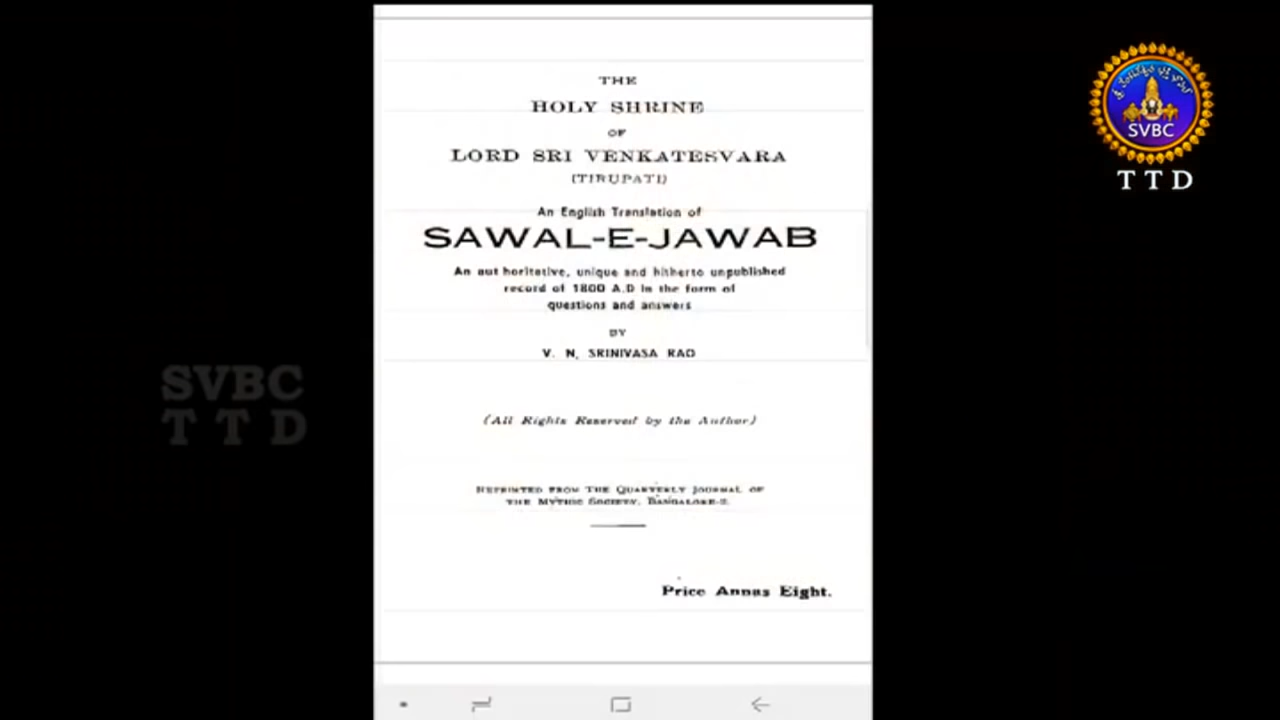 THE
HOLY SHRINE
OF
LORD SRI VENKATESVARA
(TIRUPATI)
An English Translation of
SAWAL-E-JAWAB
An aut horitative, unique and hitherto unpublished
record of 1800 A.D in the form of
questions and answers
BY
V. N. SRINIVASA RAO
(All Rights Reserved by the Author)
REPRINTED FROM THE QUARTERLY JOURNAL OF
THE MYTHIC SOCIETY, BANGALORE-2.
Price Annas Eight.
SVBC
TTD
SVBC
TTD